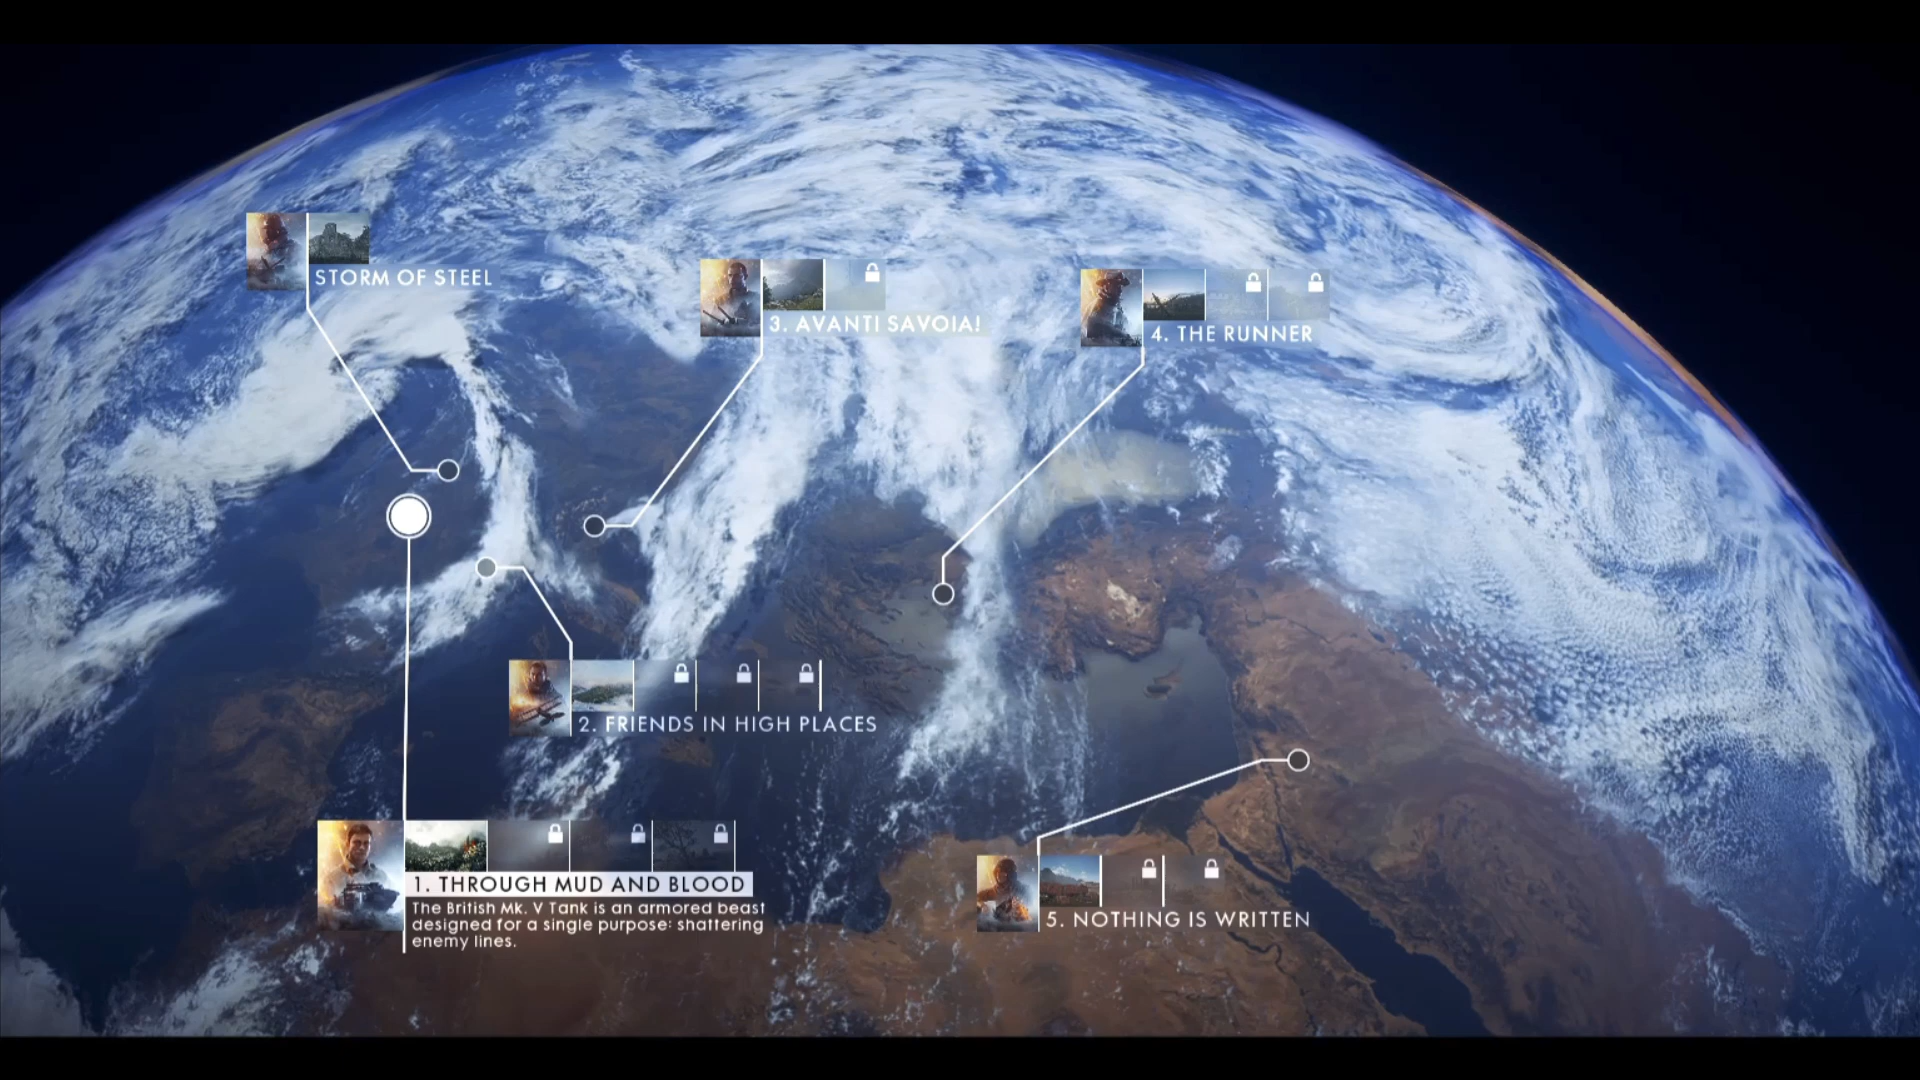 STORM OF STEEL
3. AVANTI SAVOIA!
4. THE RUNNER
2. FRIENDS IN HIGH PLACES
1. THROUGH MUD AND BLOOD
The British Mk. V Tank is an armored beast
designed for a single purpose: shattering
enemy lines.
5. NOTHING IS WRITTEN